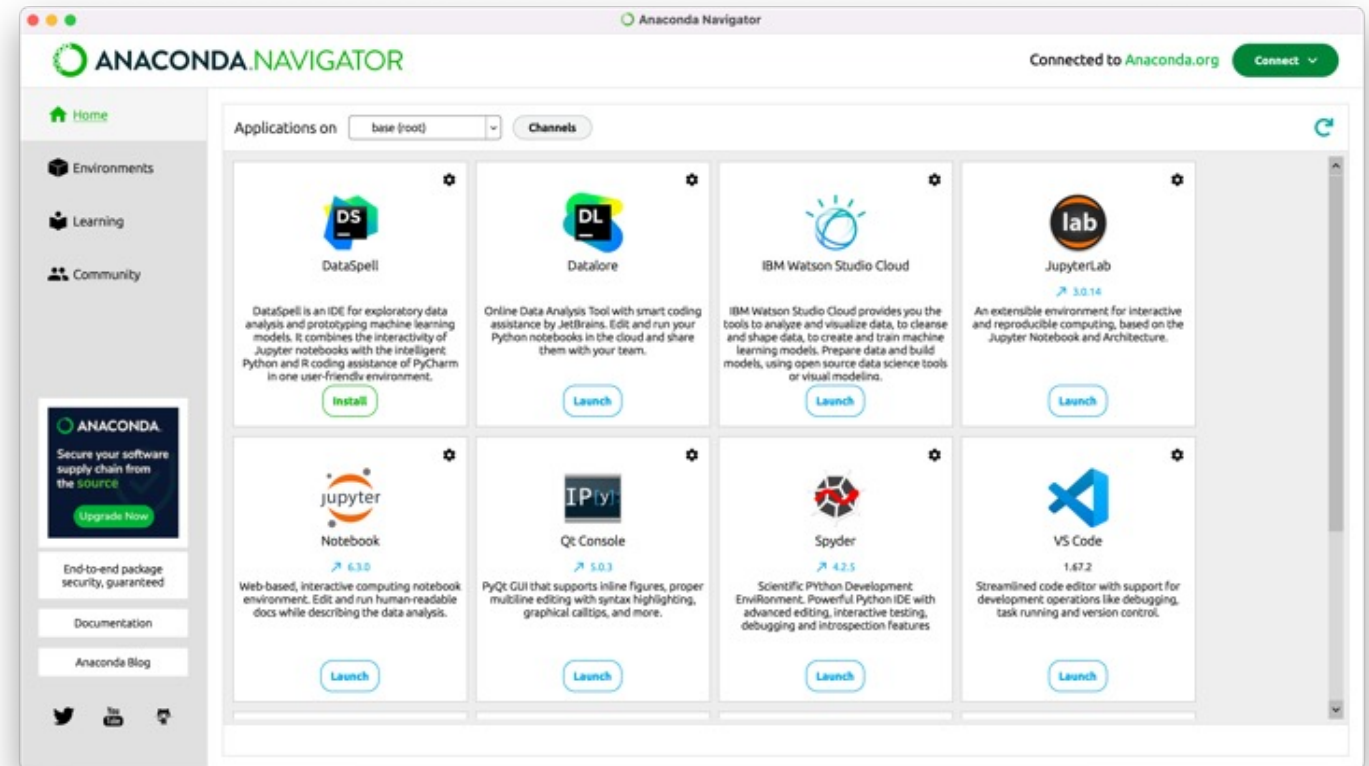 Anaconda Navigator
ANACONDA.NAVIGATOR
Connected to Anaconda.org
Connect
Home
Environments
Learning
Community
Applications on
base (root)
Channels
DS
DataSpell
DataSpell is an IDE for exploratory data
analysis and prototyping machine learning
models. It combines the interactivity of
Jupyter notebooks with the intelligent
Python and R coding assistance of PyCharm
in one user-friendly environment.
Install
DL
Datalore
Online Data Analysis Tool with smart coding
assistance by JetBrains. Edit and run your
Python notebooks in the cloud and share
them with your team.
Launch
IBM Watson Studio Cloud
IBM Watson Studio Cloud provides you the
tools to analyze and visualize data, to cleanse
and shape data, to create and train machine
learning models. Prepare data and build
models, using open source data science tools
or visual modeling.
Launch
lab
JupyterLab
3.0.14
An extensible environment for interactive
and reproducible computing, based on the
Jupyter Notebook and Architecture.
Launch
jupyter
Notebook
6.3.0
Web-based, interactive computing notebook
environment. Edit and run human-readable
docs while describing the data analysis.
Launch
IP[y]:
Qt Console
5.0.3
PyQt GUI that supports inline figures, proper
multiline editing with syntax highlighting,
graphical calltips, and more.
Launch
Spyder
4.2.5
Scientific PYthon Development
EnviRonment. Powerful Python IDE with
advanced editing, interactive testing,
debugging and introspection features
Launch
VS Code
1.67.2
Streamlined code editor with support for
development operations like debugging,
task running and version control.
Launch
ANACONDA.
Secure your software
supply chain from
the source
Upgrade Now
End-to-end package
security, guaranteed
Documentation
Anaconda Blog
You
Tube